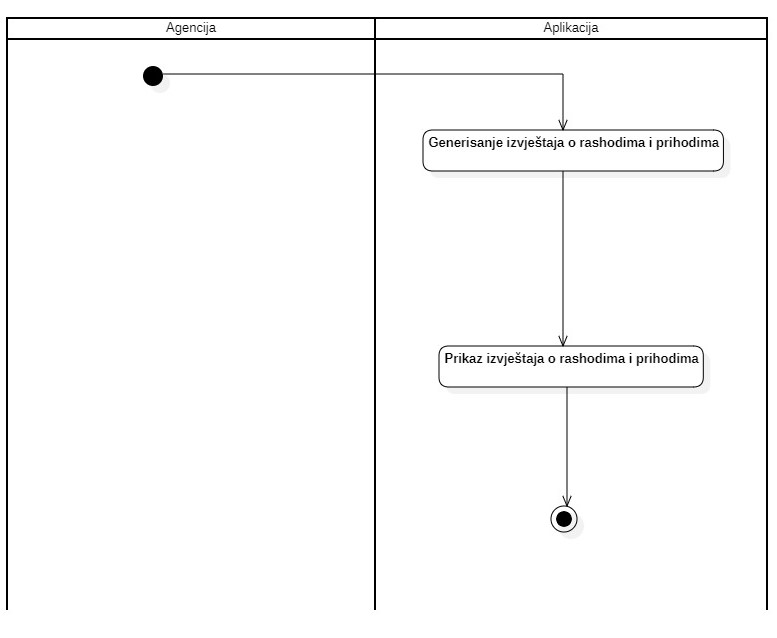 Agencija
Aplikacija
Generisanje izvještaja o rashodima i prihodima
Prikaz izvještaja o rashodima i prihodima